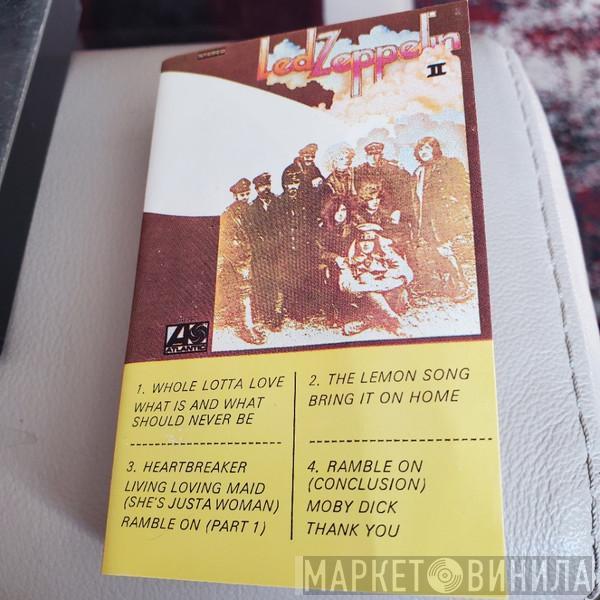 STEREO
Led Zeppelin
II
ATLANTIC
1. WHOLE LOTTA LOVE
WHAT IS AND WHAT
SHOULD NEVER BE
2. THE LEMON SONG
BRING IT ON HOME
3. HEARTBREAKER
LIVING LOVING MAID
(SHE'S JUSTA WOMAN)
RAMBLE ON (PART 1)
4. RAMBLE ON
(CONCLUSION)
MOBY DICK
THANK YOU
МАРКЕТ ВИНИЛА